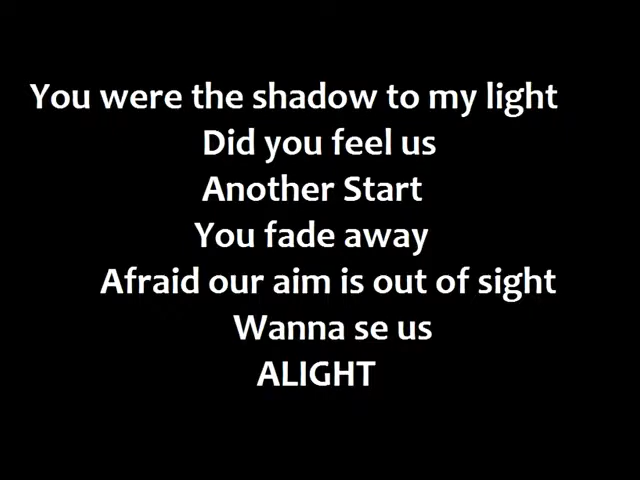 You were the shadow to my light
Did you feel us
Another Start
You fade away
Afraid our aim is out of sight
Wanna se us
ALIGHT